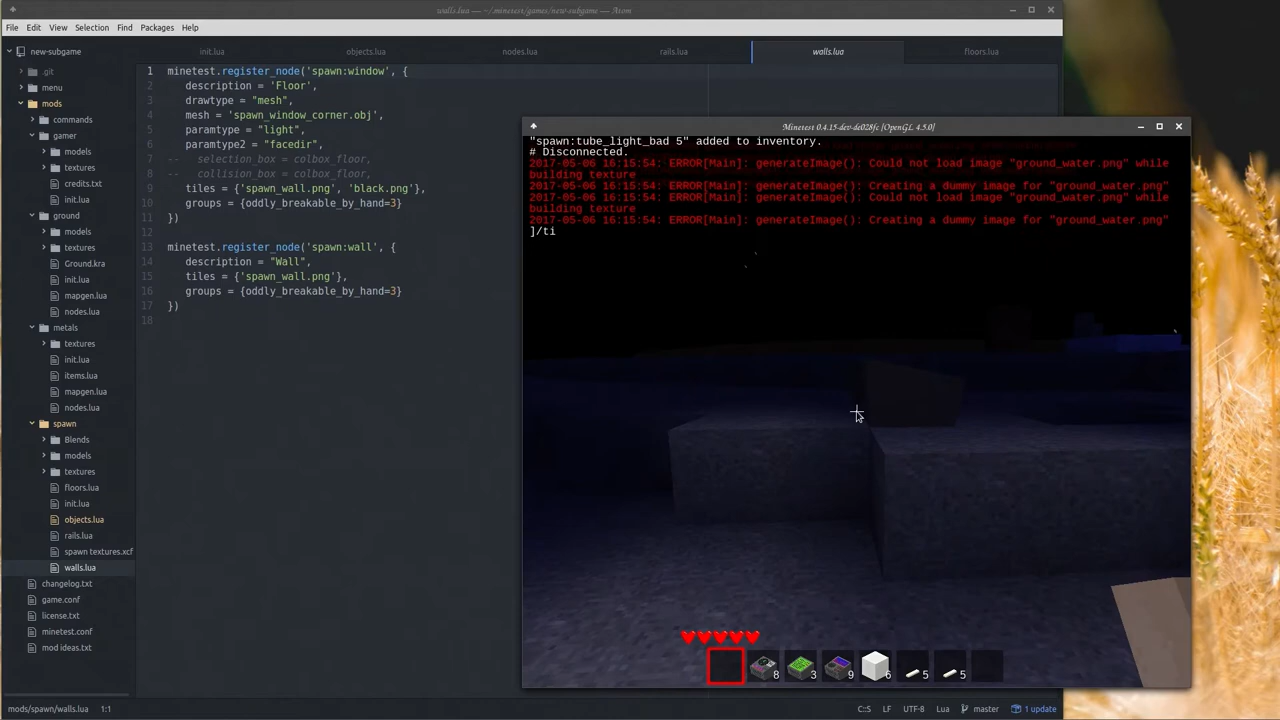 walls.lua — ~/minetest/games/new-subgame — Atom
File Edit View Selection Find Packages Help
new-subgame
.git
menu
mods
commands
gamer
models
textures
credits.txt
init.lua
ground
models
textures
Ground.kra
init.lua
mapgen.lua
nodes.lua
metals
textures
init.lua
items.lua
mapgen.lua
nodes.lua
spawn
Blends
models
textures
floors.lua
init.lua
objects.lua
rails.lua
spawn textures.xcf
walls.lua
changelog.txt
game.conf
license.txt
minetest.conf
mod ideas.txt
init.lua objects.lua nodes.lua rails.lua walls.lua floors.lua
1 minetest.register_node('spawn:window', {
2 description = 'Floor',
3 drawtype = "mesh",
4 mesh = 'spawn_window_corner.obj',
5 paramtype = "light",
6 paramtype2 = "facedir",
7 -- selection_box = colbox_floor,
8 -- collision_box = colbox_floor,
9 tiles = {'spawn_wall.png', 'black.png'},
10 groups = {oddly_breakable_by_hand=3}
11 })
12
13 minetest.register_node('spawn:wall', {
14 description = "Wall",
15 tiles = {'spawn_wall.png'},
16 groups = {oddly_breakable_by_hand=3}
17 })
18
Minetest 0.4.15-dev-de028fc [OpenGL 4.5.0]
"spawn:tube_light_bad 5" added to inventory.
# Disconnected.
2017-05-06 16:15:54: ERROR[Main]: generateImage(): Could not load image "ground_water.png" while
building texture
2017-05-06 16:15:54: ERROR[Main]: generateImage(): Creating a dummy image for "ground_water.png"
2017-05-06 16:15:54: ERROR[Main]: generateImage(): Could not load image "ground_water.png" while
building texture
2017-05-06 16:15:54: ERROR[Main]: generateImage(): Creating a dummy image for "ground_water.png"
]/ti
8 3 9 6 5 5
mods/spawn/walls.lua 1:1 C::S LF UTF-8 Lua master 1 update